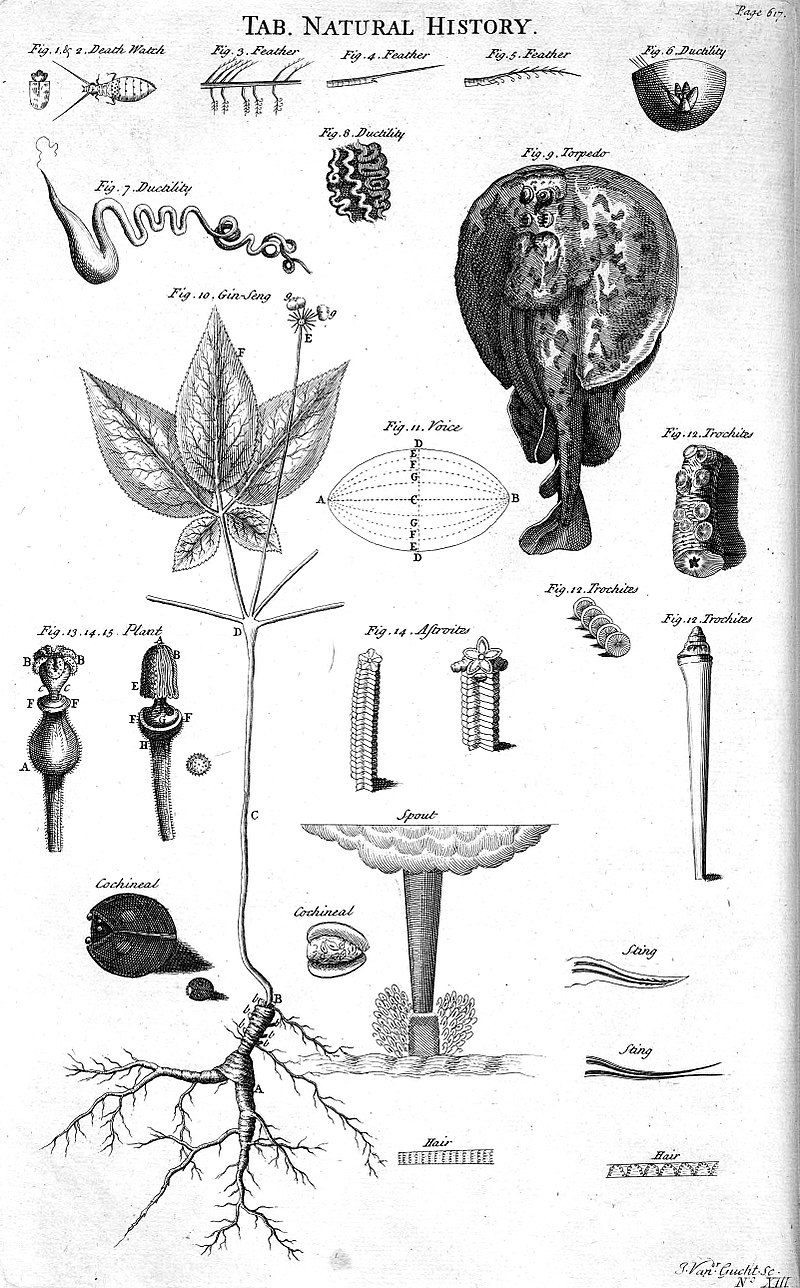 Page 617.
TAB. NATURAL HISTORY.
Fig. 1. & 2. Death Watch
Fig. 3. Feather
Fig. 4. Feather
Fig. 5. Feather
Fig. 6. Ductility
Fig. 7. Ductility
Fig. 8. Ductility
Fig. 9. Torpedo
Fig. 10. Gin-Seng
g
g
E
F
Fig. 11. Voice
D
E
F
G
A
C
B
G
F
E
D
Fig. 12. Trochites
Fig. 12. Trochites
Fig. 12. Trochites
Fig. 13. 14. 15. Plant
B
B
C
C
F
F
A
A
B
E
G
F
F
H
D
Fig. 14. Astroites
C
Spout
Cochineal
Cochineal
Sting
b
B
b
b
b
b
Sting
A
Hair
Hair
J. Van.dr Gucht Sc.
No. XIII